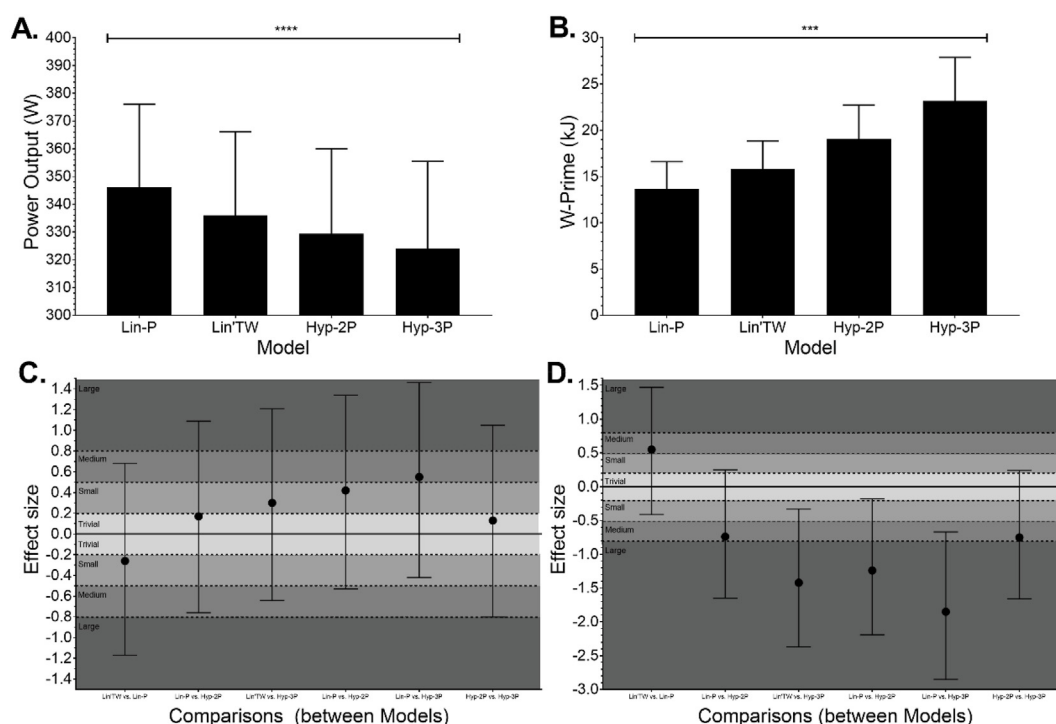 A.
****
400
390
380
370
360
350
340
330
320
310
300
Power Output (W)
Lin-P Lin'TW Hyp-2P Hyp-3P
Model
B.
***
30
25
20
15
10
5
0
W-Prime (kJ)
Lin-P Lin'TW Hyp-2P Hyp-3P
Model
C.
1.4
1.2
1.0
0.8
0.6
0.4
0.2
0.0
-0.2
-0.4
-0.6
-0.8
-1.0
-1.2
-1.4
Effect size
Large
Medium
Small
Trivial
Trivial
Small
Medium
Large
Lin'TW vs. Lin-P Lin-P vs. Hyp-2P Lin'TW vs. Hyp-3P Lin-P vs. Hyp-2P Lin-P vs. Hyp-3P Hyp-2P vs. Hyp-3P
Comparisons (between Models)
D.
1.5
1.0
0.5
0.0
-0.5
-1.0
-1.5
-2.0
-2.5
-3.0
Effect size
Large
Medium
Small
Trivial
Small
Medium
Large
Lin'TW vs. Lin-P Lin-P vs. Hyp-2P Lin'TW vs. Hyp-3P Lin-P vs. Hyp-2P Lin-P vs. Hyp-3P Hyp-2P vs. Hyp-3P
Comparisons (between Models)